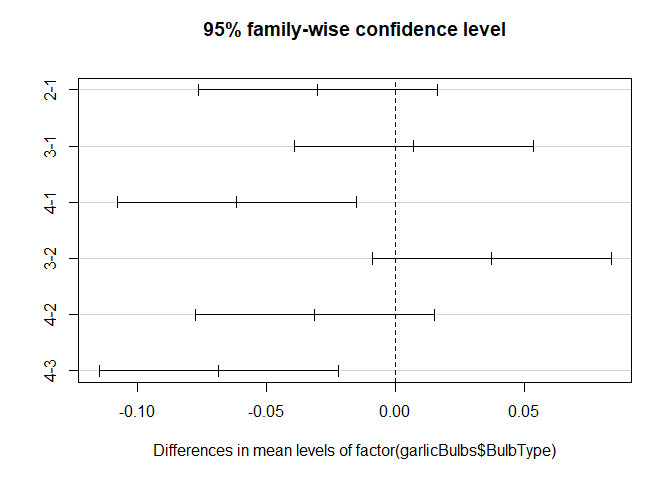 95% family-wise confidence level
2-1
3-1
4-1
3-2
4-2
4-3
-0.10 -0.05 0.00 0.05
Differences in mean levels of factor(garlicBulbs$BulbType)